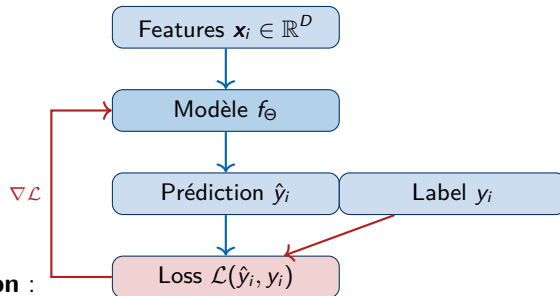 Features 𝒙ᵢ ∈ ℝᴰ
Modèle f_Θ
∇ℒ
Prédiction ŷᵢ
Label yᵢ
Loss ℒ(ŷᵢ, yᵢ)
on :